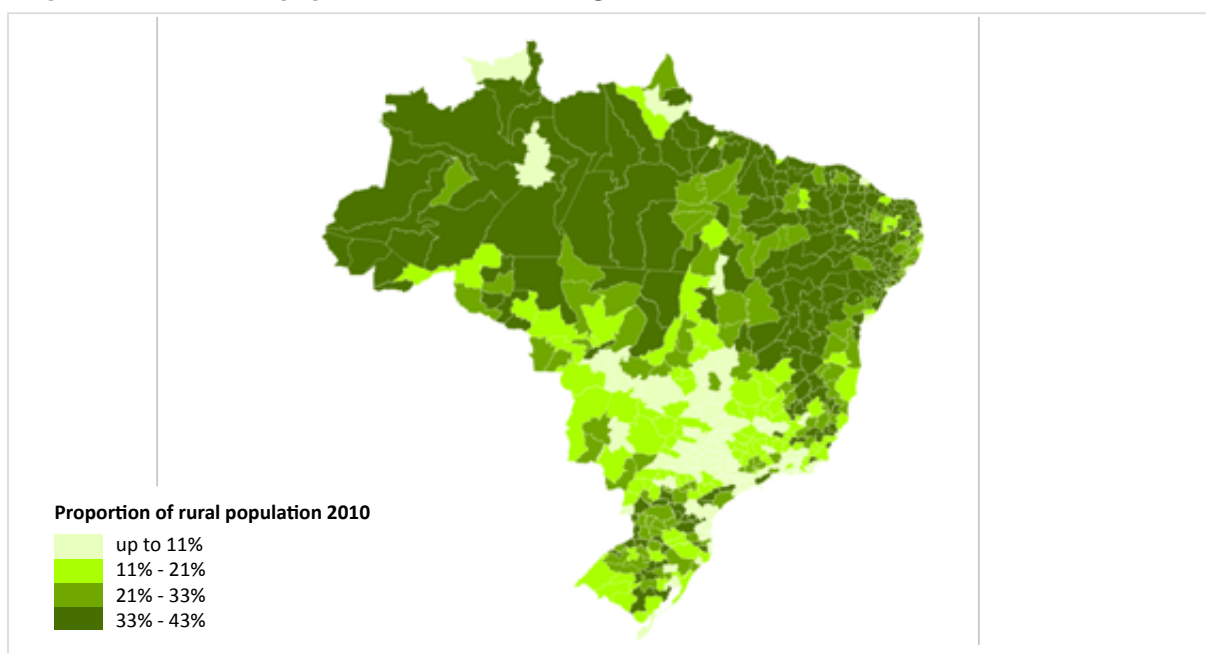 Proportion of rural population 2010
up to 11%
11% - 21%
21% - 33%
33% - 43%